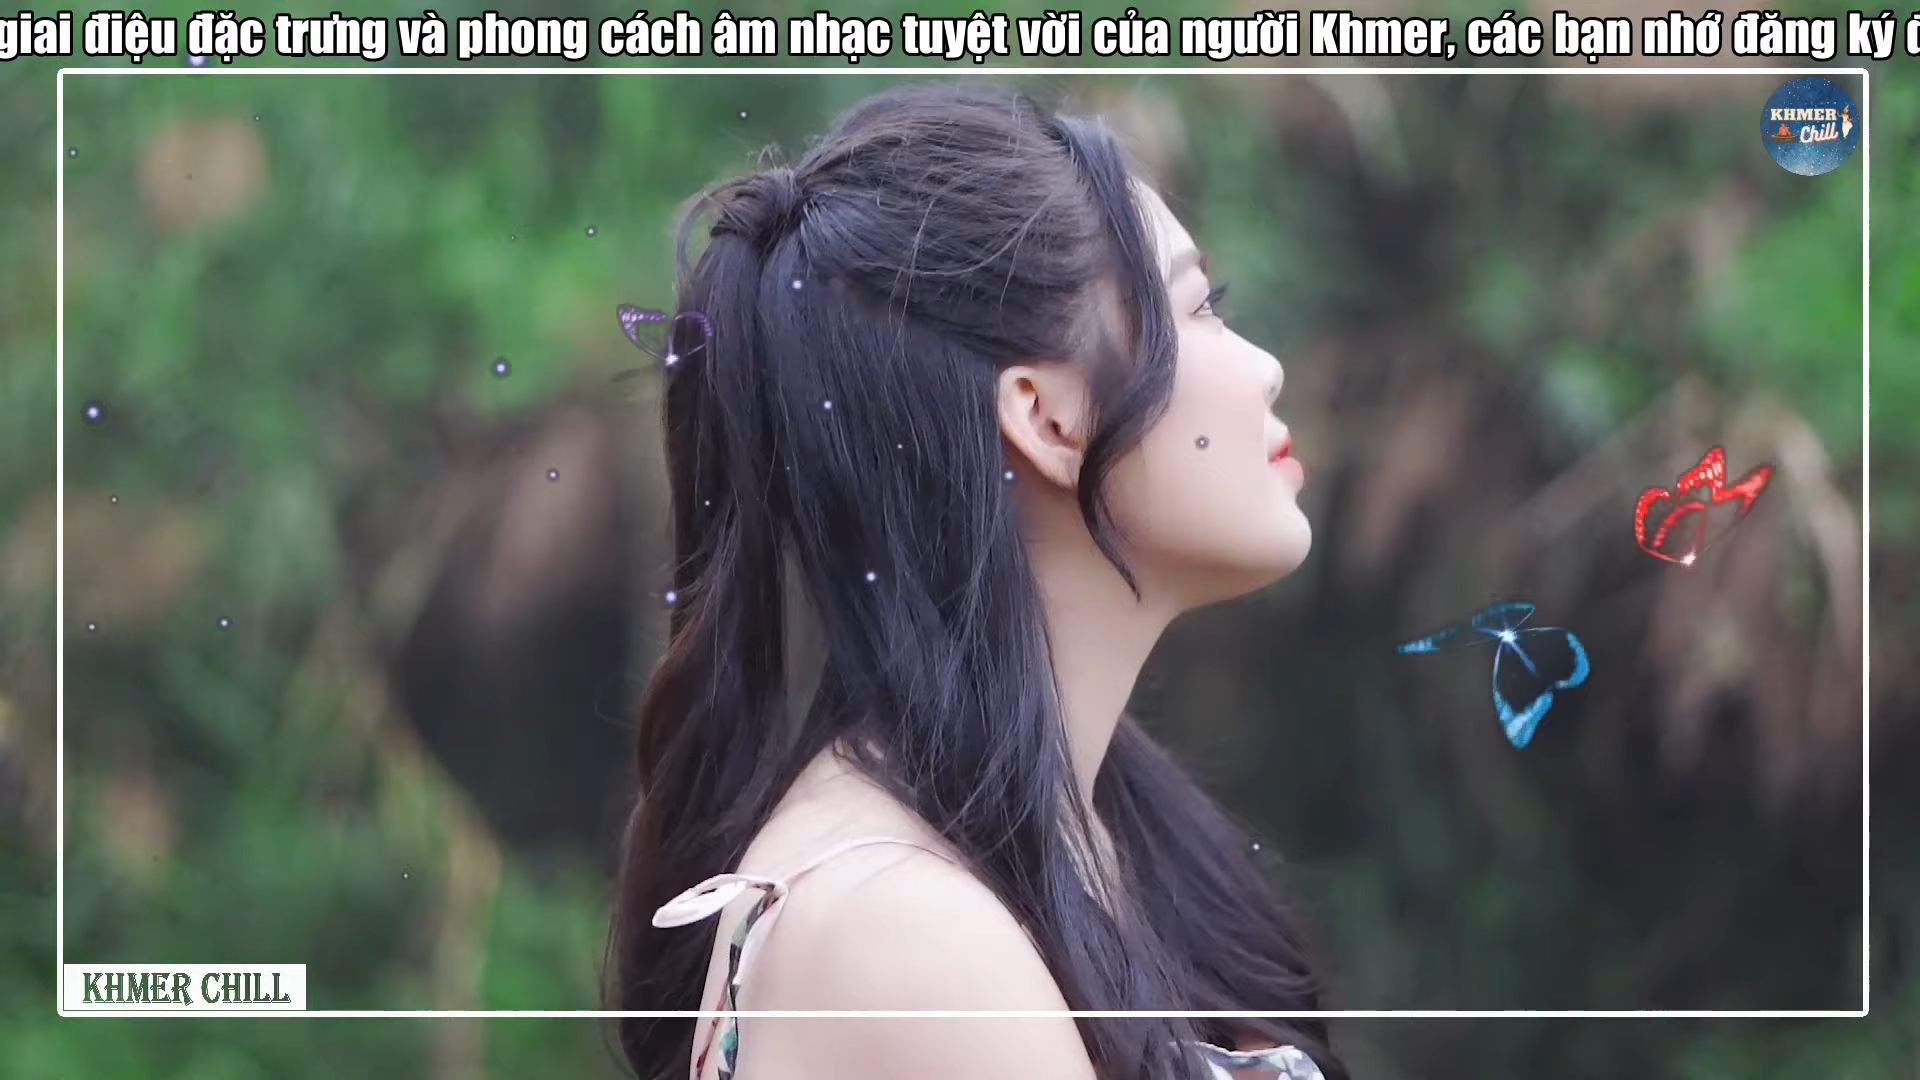 giai điệu đặc trưng và phong cách âm nhạc tuyệt vời của người Khmer, các bạn nhớ đăng ký
KHMER
Chill
KHMER CHILL